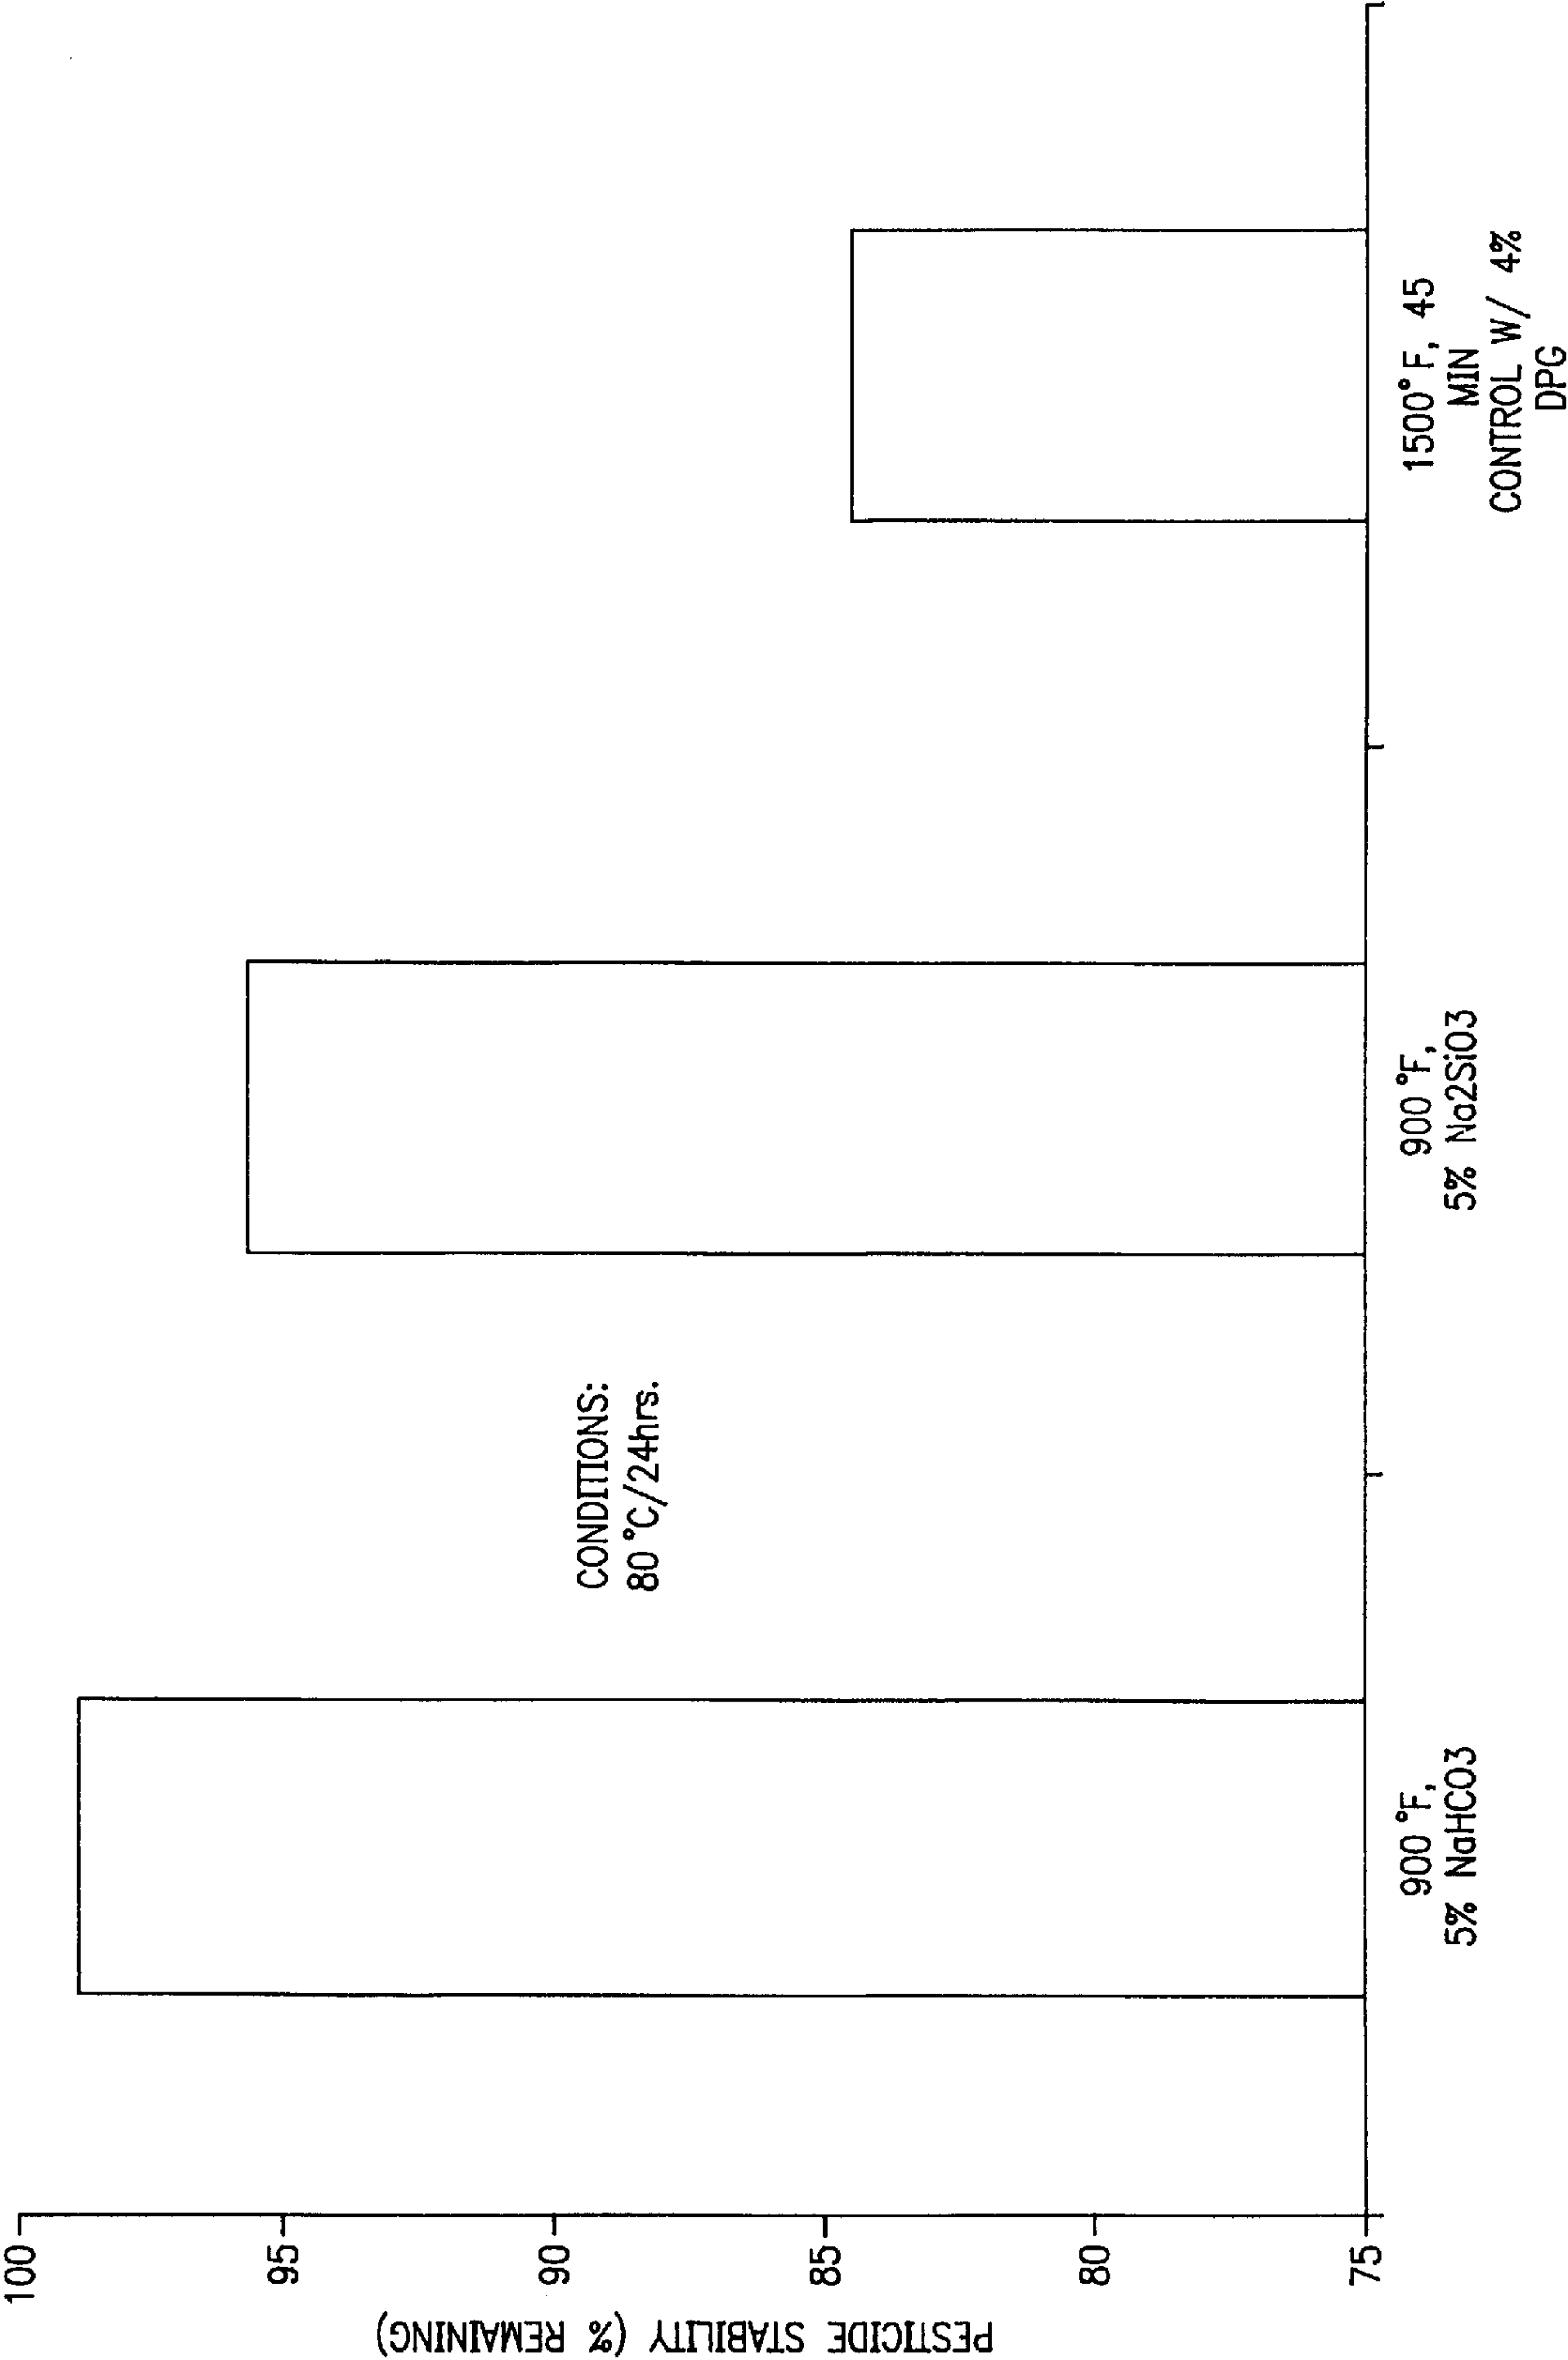 100
95
90
85
80
75
PESTICIDE STABILITY (% REMAINING)
CONDITIONS:
80°C/24hrs.
900°F,
5% NaHCO3
900°F,
5% Na2SiO3
1500°F, 45
MIN
CONTROL W/ 4%
DPG